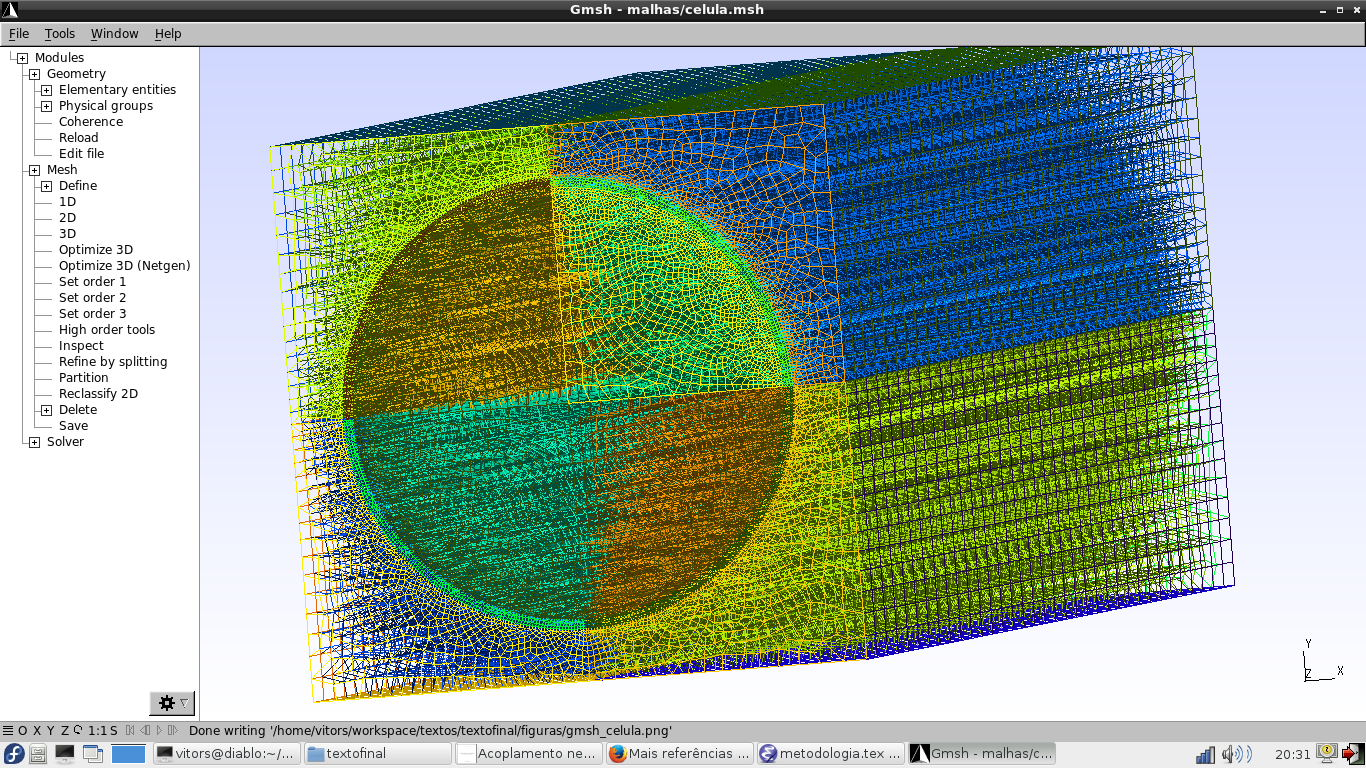 Gmsh - malhas/celula.msh
File Tools Window Help
Modules
Geometry
Elementary entities
Physical groups
Coherence
Reload
Edit file
Mesh
Define
1D
2D
3D
Optimize 3D
Optimize 3D (Netgen)
Set order 1
Set order 2
Set order 3
High order tools
Inspect
Refine by splitting
Partition
Reclassify 2D
Delete
Save
Solver
Y
Z X
O X Y Z 1:1 S Done writing '/home/vitors/workspace/textos/textofinal/figuras/gmsh_celula.png'
vitors@diablo:~/... textofinal Acoplamento ne... Mais referências ... metodologia.tex ... Gmsh - malhas/c... 20:31